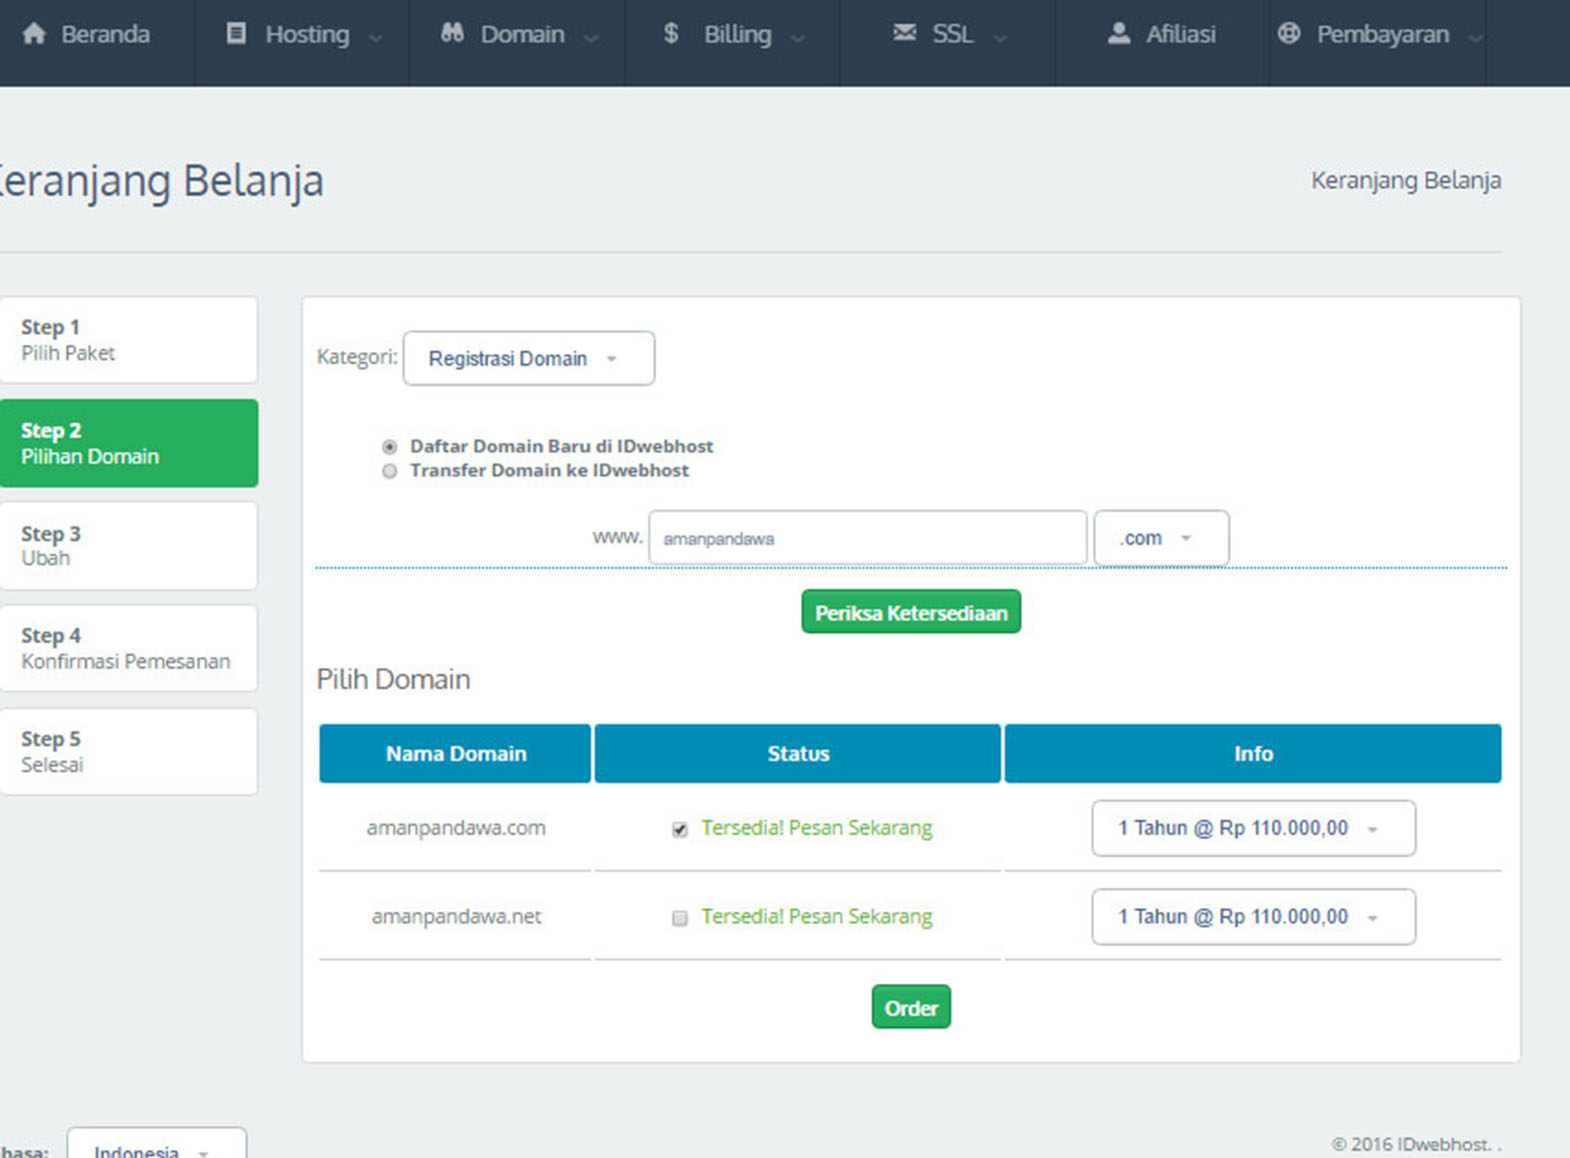 Beranda Hosting Domain Billing SSL Afiliasi Pembayaran
eranjang Belanja
Keranjang Belanja
Step 1
Pilih Paket
Step 2
Pilihan Domain
Step 3
Ubah
Step 4
Konfirmasi Pemesanan
Step 5
Selesai
Kategori: Registrasi Domain
Daftar Domain Baru di IDwebhost
Transfer Domain ke IDwebhost
www. amanpandawa .com
Periksa Ketersediaan
Pilih Domain
Nama Domain Status Info
amanpandawa.com Tersedia! Pesan Sekarang 1 Tahun @ Rp 110.000,00
amanpandawa.net Tersedia! Pesan Sekarang 1 Tahun @ Rp 110.000,00
Order
hasa: Indonesia
© 2016 IDwebhost. .